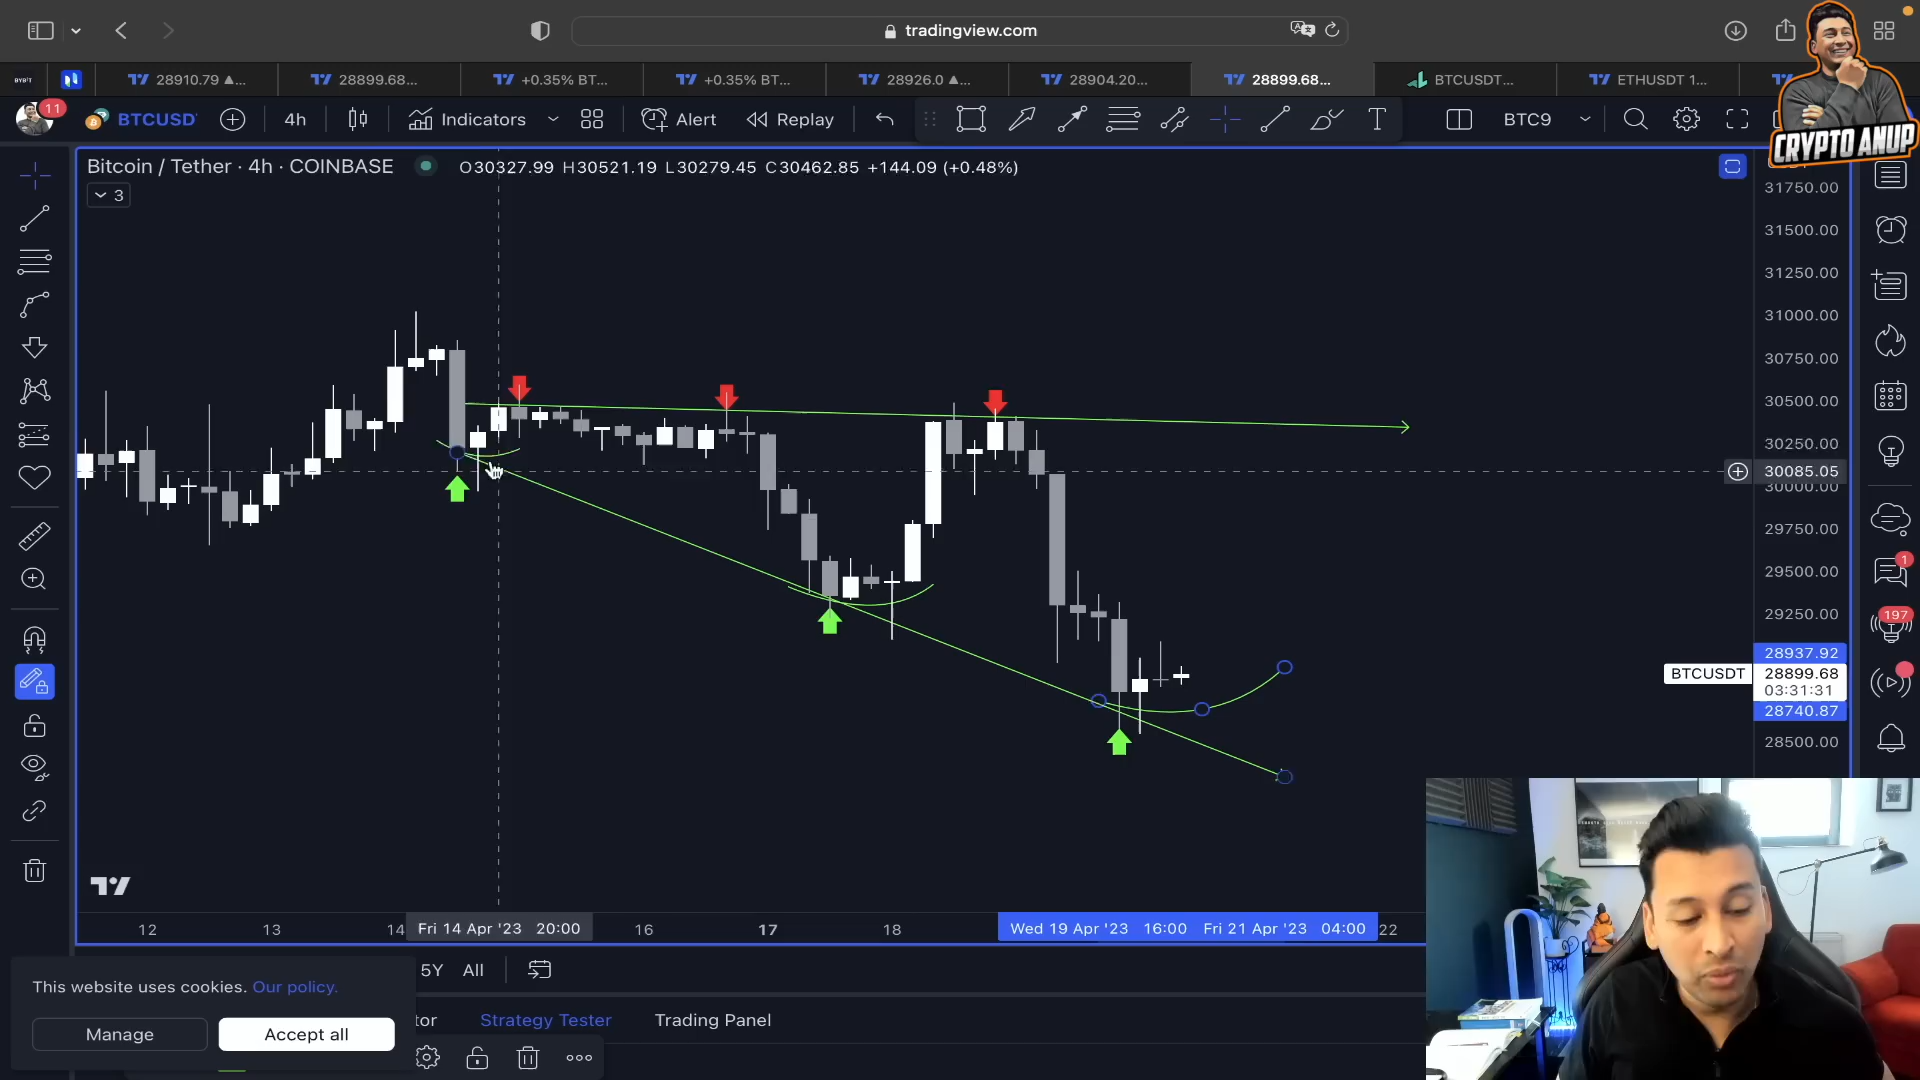 tradingview.com
BYBIT
28910.79 ▲...
28899.68...
+0.35% BT...
+0.35% BT...
28926.0 ▲...
28904.20...
28899.68...
BTCUSDT...
ETHUSDT 1...
CRYPTO ANUP
11
BTCUSD
4h
Indicators
Alert
Replay
T
BTC9
Bitcoin / Tether · 4h · COINBASE
O30327.99 H30521.19 L30279.45 C30462.85 +144.09 (+0.48%)
3
31750.00
31500.00
31250.00
31000.00
30750.00
30500.00
30250.00
30085.05
30000.00
29750.00
29500.00
29250.00
28937.92
BTCUSDT
28899.68
03:31:31
28740.87
28500.00
1
197
12
13
14
Fri 14 Apr '23 20:00
16
17
18
Wed 19 Apr '23 16:00
Fri 21 Apr '23 04:00
22
5Y
All
This website uses cookies. Our policy.
Manage
Accept all
tor
Strategy Tester
Trading Panel